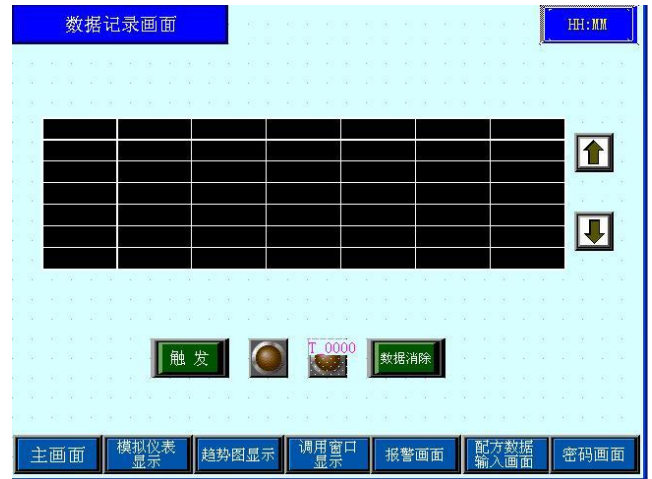 数据记录画面
HH:MM
触 发
T_0000
数据消除
主画面
模拟仪表
显示
趋势图显示
调用窗口
显示
报警画面
配方数据
输入画面
密码画面